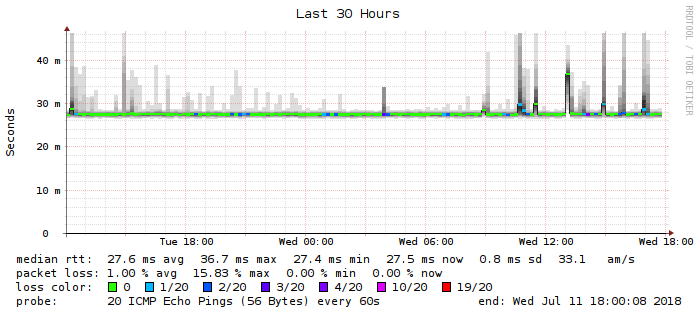 Last 30 Hours
RRDTOOL / TOBI OETIKER
Seconds
40 m
30 m
20 m
10 m
0
Tue 18:00 Wed 00:00 Wed 06:00 Wed 12:00 Wed 18:00
median rtt: 27.6 ms avg 36.7 ms max 27.4 ms min 27.5 ms now 0.8 ms sd 33.1 am/s
packet loss: 1.00 % avg 15.83 % max 0.00 % min 0.00 % now
loss color: 0 1/20 2/20 3/20 4/20 10/20 19/20
probe: 20 ICMP Echo Pings (56 Bytes) every 60s end: Wed Jul 11 18:00:08 2018